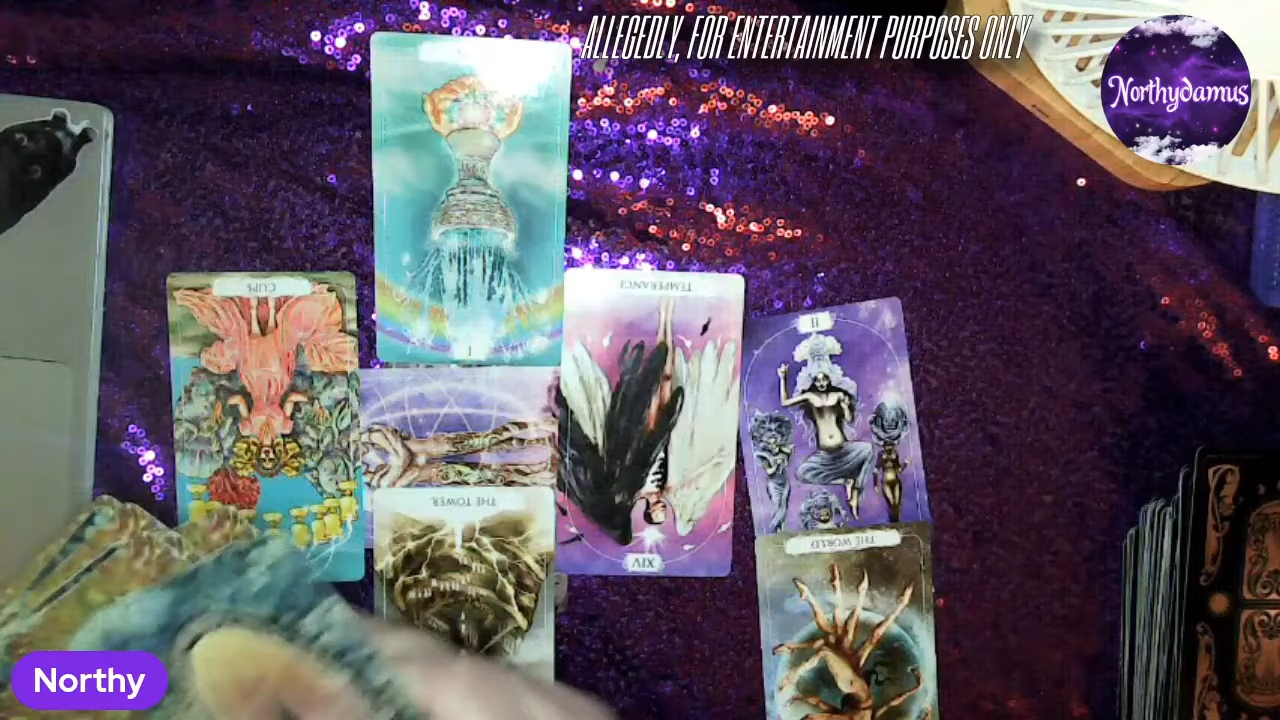 ALLEGEDLY, FOR ENTERTAINMENT PURPOSES ONLY
Northydamus
I
CUPS
TEMPERANCE
II
THE TOWER
XIV
THE WORLD
Northy